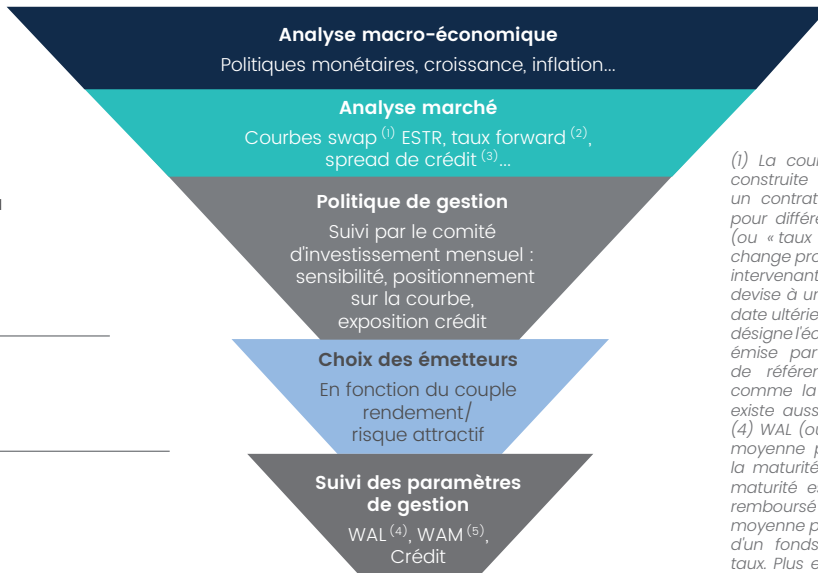 Analyse macro-économique
Politiques monétaires, croissance, inflation...
Analyse marché
Courbes swap (1) ESTR, taux forward (2),
spread de crédit (3)...
Politique de gestion
Suivi par le comité
d'investissement mensuel :
sensibilité, positionnement
sur la courbe,
exposition crédit
Choix des émetteurs
En fonction du couple
rendement/
risque attractif
Suivi des paramètres
de gestion
WAL (4), WAM (5),
Crédit
(1) La cour
construite
un contrat
pour différe
(ou « taux
change pro
intervenant
devise à un
date ultérie
désigne l'éc
émise par
de référen
comme la
existe auss
(4) WAL (ou
moyenne p
la maturité
maturité es
remboursé
moyenne p
d'un fonds
taux. Plus e